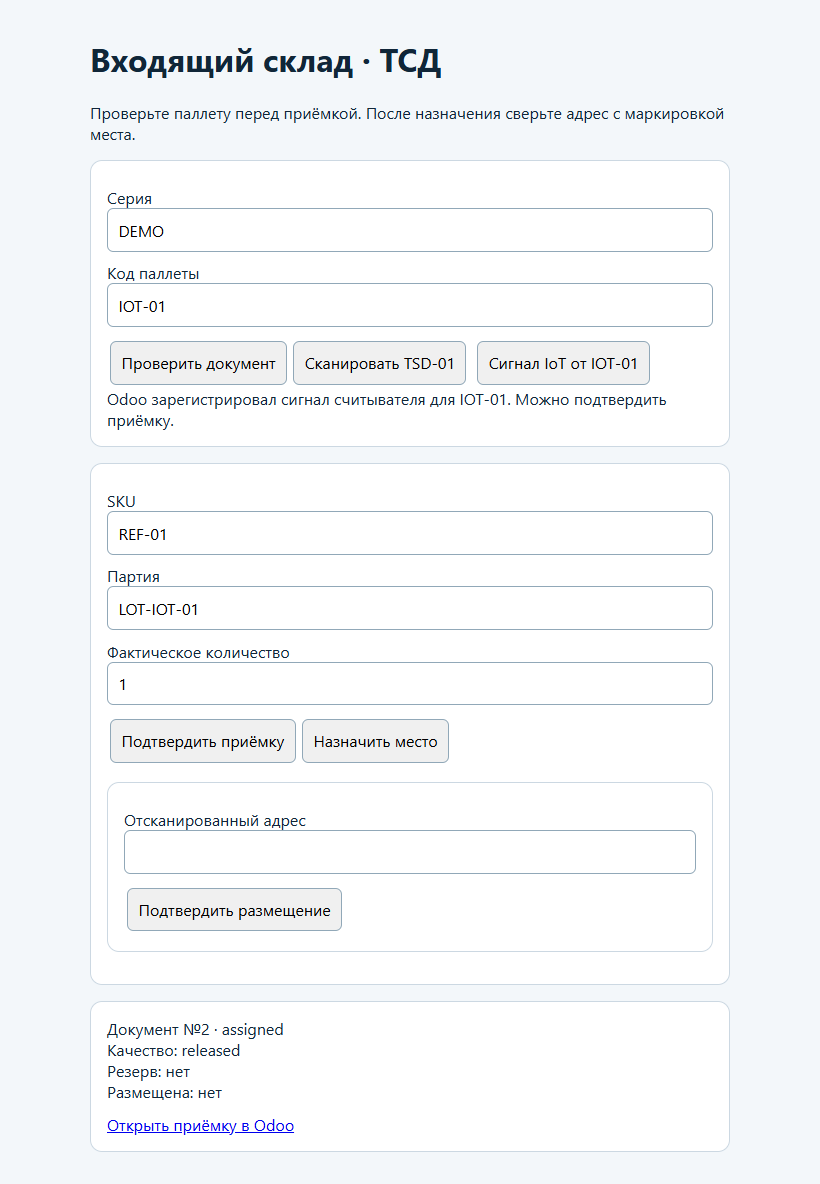 Входящий склад · ТСД
Проверьте паллету перед приёмкой. После назначения сверьте адрес с маркировкой
места.
Серия
DEMO
Код паллеты
IOT-01
Проверить документ
Сканировать TSD-01
Сигнал IoT от IOT-01
Odoo зарегистрировал сигнал считывателя для IOT-01. Можно подтвердить
приёмку.
SKU
REF-01
Партия
LOT-IOT-01
Фактическое количество
1
Подтвердить приёмку
Назначить место
Отсканированный адрес
Подтвердить размещение
Документ №2 · assigned
Качество: released
Резерв: нет
Размещена: нет
Открыть приёмку в Odoo